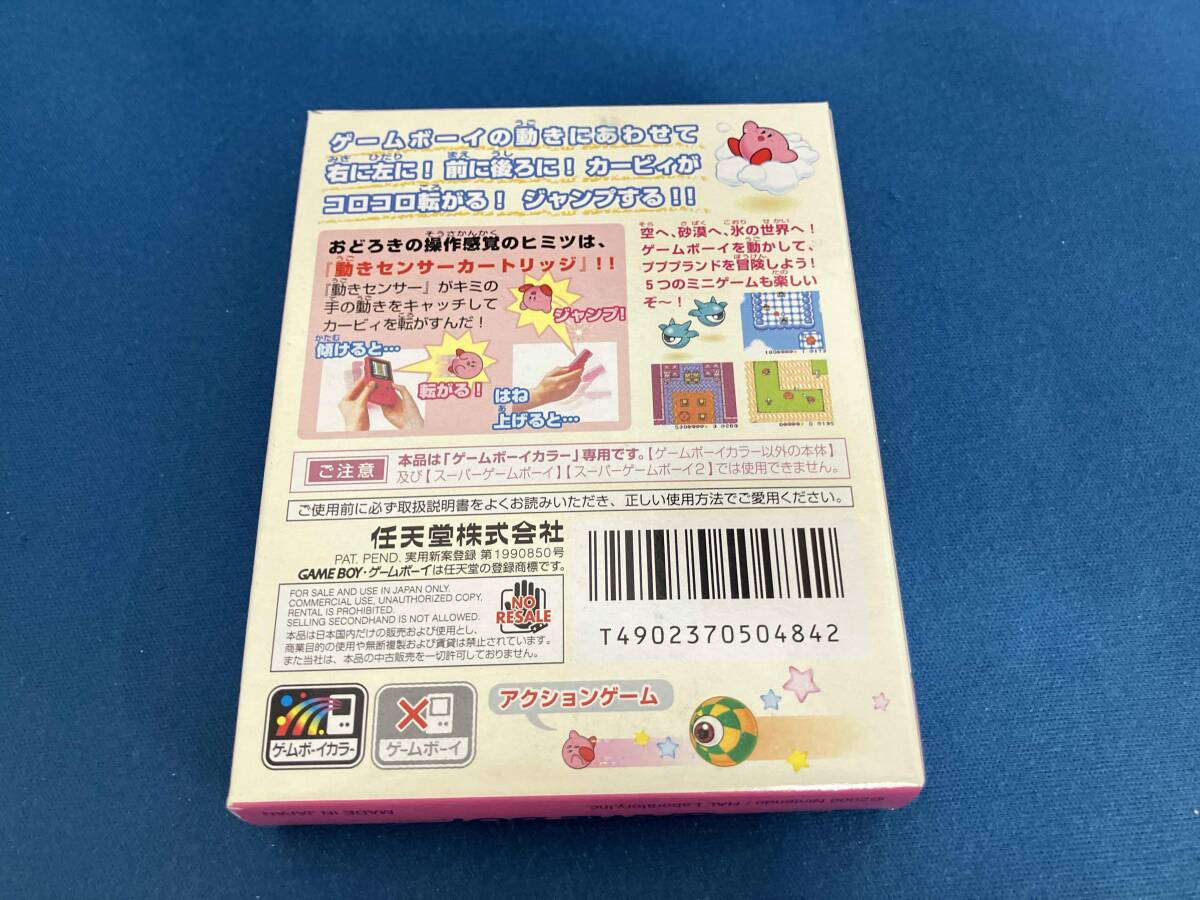 ゲームボーイの動きにあわせて
右に左に！前に後ろに！カービィが
コロコロ転がる！ジャンプする！！
おどろきの操作感覚のヒミツは、
『動きセンサーカートリッジ』！！
『動きセンサー』がキミの
手の動きをキャッチして
カービィを転がすんだ！
ジャンプ！
傾けると…
転がる！
はね
上げると…
空へ、砂漠へ、氷の世界へ！
ゲームボーイを動かして、
プププランドを冒険しよう！
5つのミニゲームも楽しい
ぞ〜！
ご注意
本品は「ゲームボーイカラー」専用です。【ゲームボーイカラー以外の本体】
及び【スーパーゲームボーイ】【スーパーゲームボーイ2】では使用できません。
ご使用前に必ず取扱説明書をよくお読みいただき、正しい使用方法でご愛用ください。
任天堂株式会社
PAT. PEND. 実用新案登録 第1990850号
GAME BOY・ゲームボーイは任天堂の登録商標です。
FOR SALE AND USE IN JAPAN ONLY.
COMMERCIAL USE, UNAUTHORIZED COPY,
RENTAL IS PROHIBITED.
SELLING SECONDHAND IS NOT ALLOWED.
本品は日本国内だけの販売および使用とし、
商業目的の使用や無断複製および賃貸は禁止されています。
また当社は、本品の中古販売を一切許可しておりません。
NO
RESALE
T4902370504842
ゲームボーイカラー
ゲームボーイ
アクションゲーム
©2000 Nintendo / HAL Laboratory,Inc.
MADE IN JAPAN